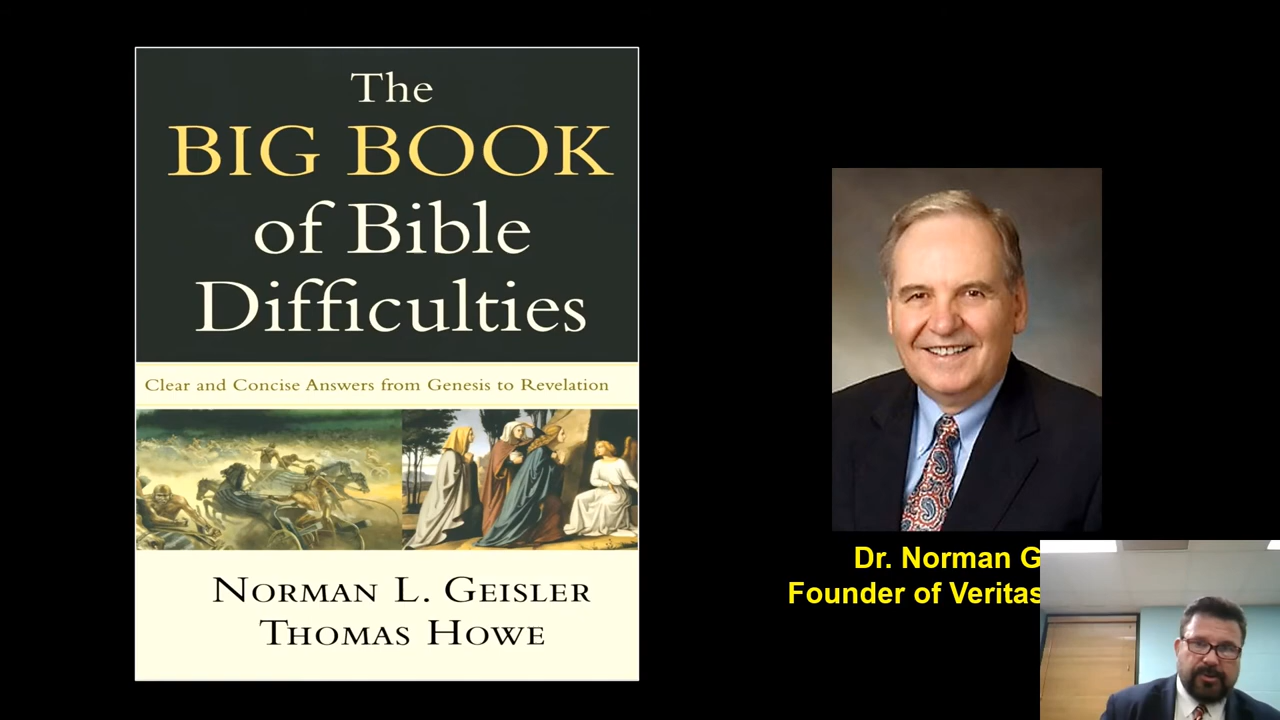 The
BIG BOOK
of Bible
Difficulties
Clear and Concise Answers from Genesis to Revelation
NORMAN L. GEISLER
THOMAS HOWE
Dr. Norman G
Founder of Veritas